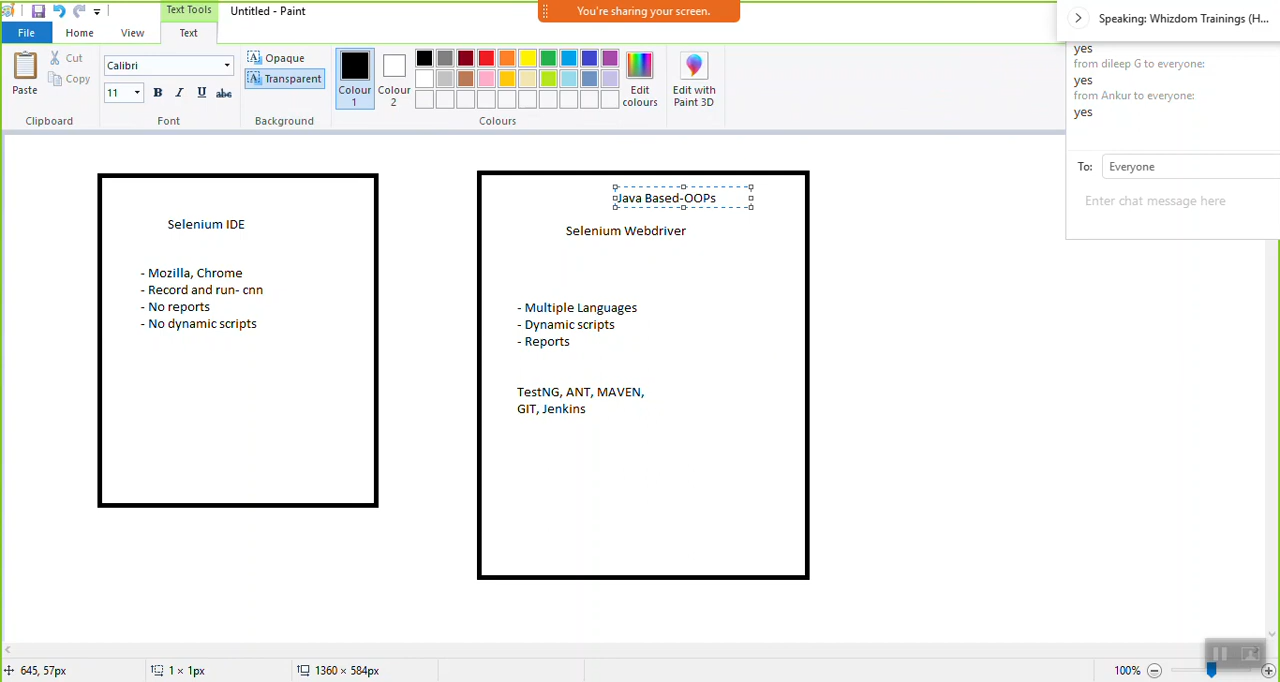 Text Tools
Untitled - Paint
You're sharing your screen.
Speaking: Whizdom Trainings (H...
File
Home
View
Text
Paste
Cut
Copy
Clipboard
Calibri
11
B I U abc
Font
Opaque
Transparent
Background
Colour 1
Colour 2
Edit colours
Colours
Edit with Paint 3D
yes
from dileep G to everyone:
yes
from Ankur to everyone:
yes
To: Everyone
Enter chat message here
Selenium IDE
- Mozilla, Chrome
- Record and run- cnn
- No reports
- No dynamic scripts
Java Based-OOPs
Selenium Webdriver
- Multiple Languages
- Dynamic scripts
- Reports
TestNG, ANT, MAVEN,
GIT, Jenkins
645, 57px
1 × 1px
1360 × 584px
100%